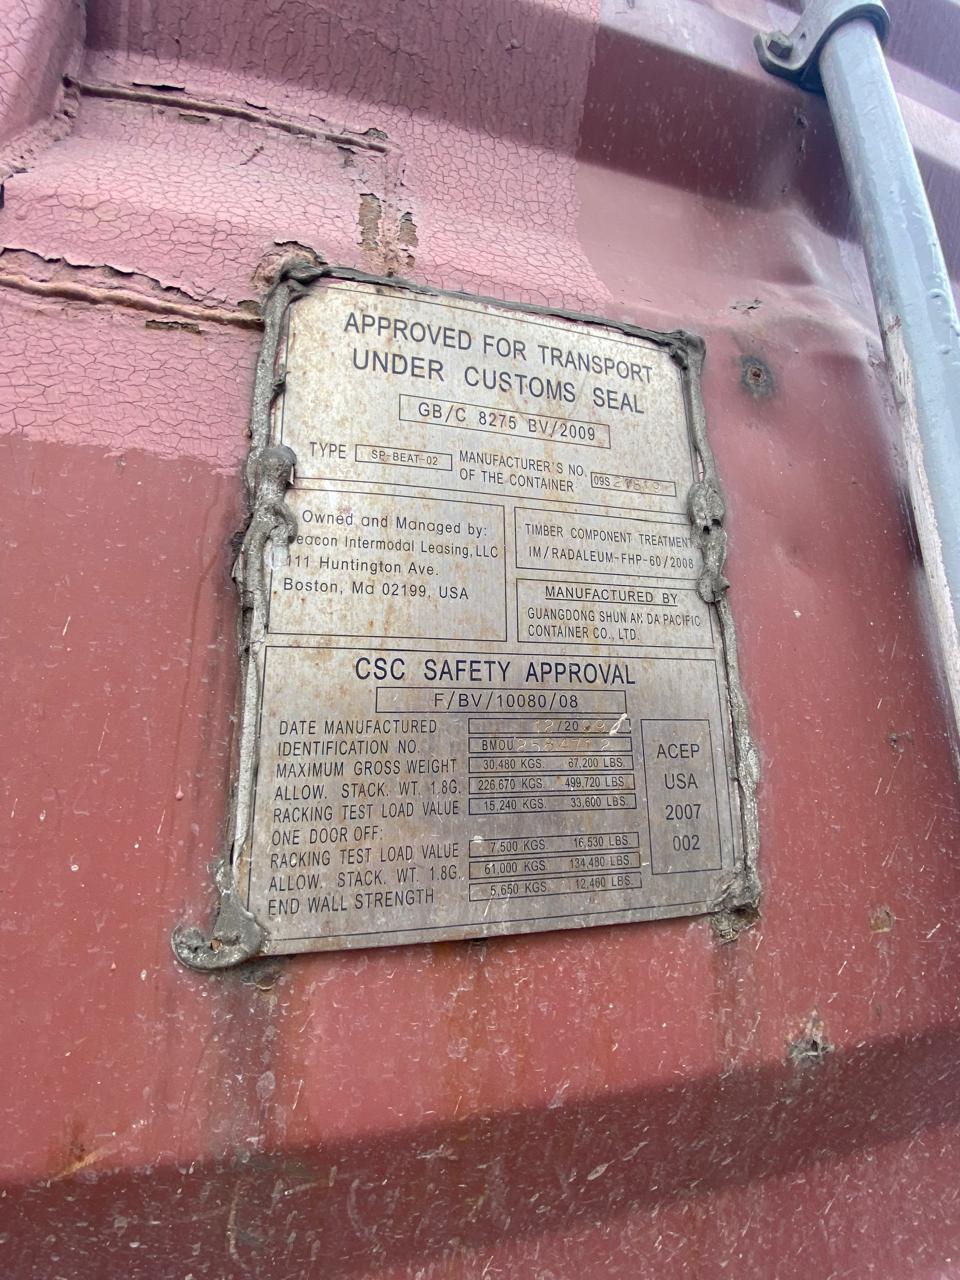 APPROVED FOR TRANSPORT
UNDER CUSTOMS SEAL
GB/C 8275 BV/2009
TYPE SP-BEAT-02 MANUFACTURER'S NO.
OF THE CONTAINER 09S
Owned and Managed by:
eacon Intermodal Leasing, LLC
111 Huntington Ave.
Boston, Ma 02199, USA
TIMBER COMPONENT TREATMENT
IM/RADALEUM-FHP-60/2008
MANUFACTURED BY
GUANGDONG SHUN AN DA PACIFIC
CONTAINER CO., LTD.
CSC SAFETY APPROVAL
F/BV/10080/08
DATE MANUFACTURED
IDENTIFICATION NO. BMOU
MAXIMUM GROSS WEIGHT 30,480 KGS. 67,200 LBS.
ALLOW. STACK. WT. 1.8G. 226,670 KGS. 499,720 LBS.
RACKING TEST LOAD VALUE 15,240 KGS. 33,600 LBS.
ONE DOOR OFF:
RACKING TEST LOAD VALUE 7,500 KGS. 16,530 LBS.
ALLOW. STACK. WT. 1.8G. 61,000 KGS. 134,480 LBS.
END WALL STRENGTH 5,650 KGS. 12,460 LBS.
ACEP
USA
2007
002